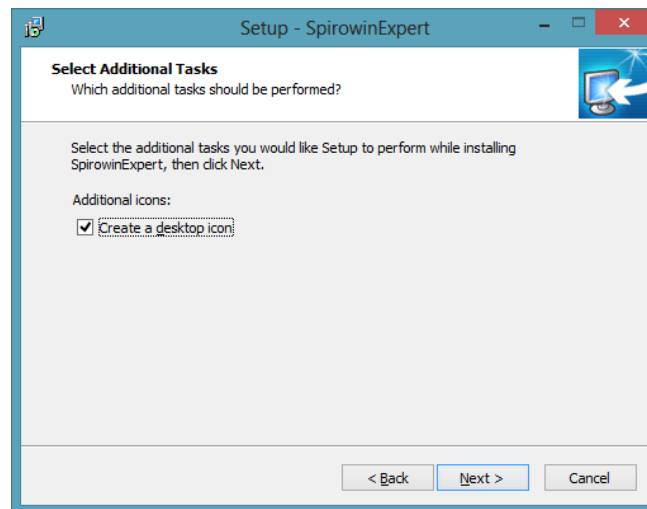 Setup - SpirowinExpert
Select Additional Tasks
Which additional tasks should be performed?
Select the additional tasks you would like Setup to perform while installing
SpirowinExpert, then click Next.
Additional icons:
Create a desktop icon
< Back
Next >
Cancel